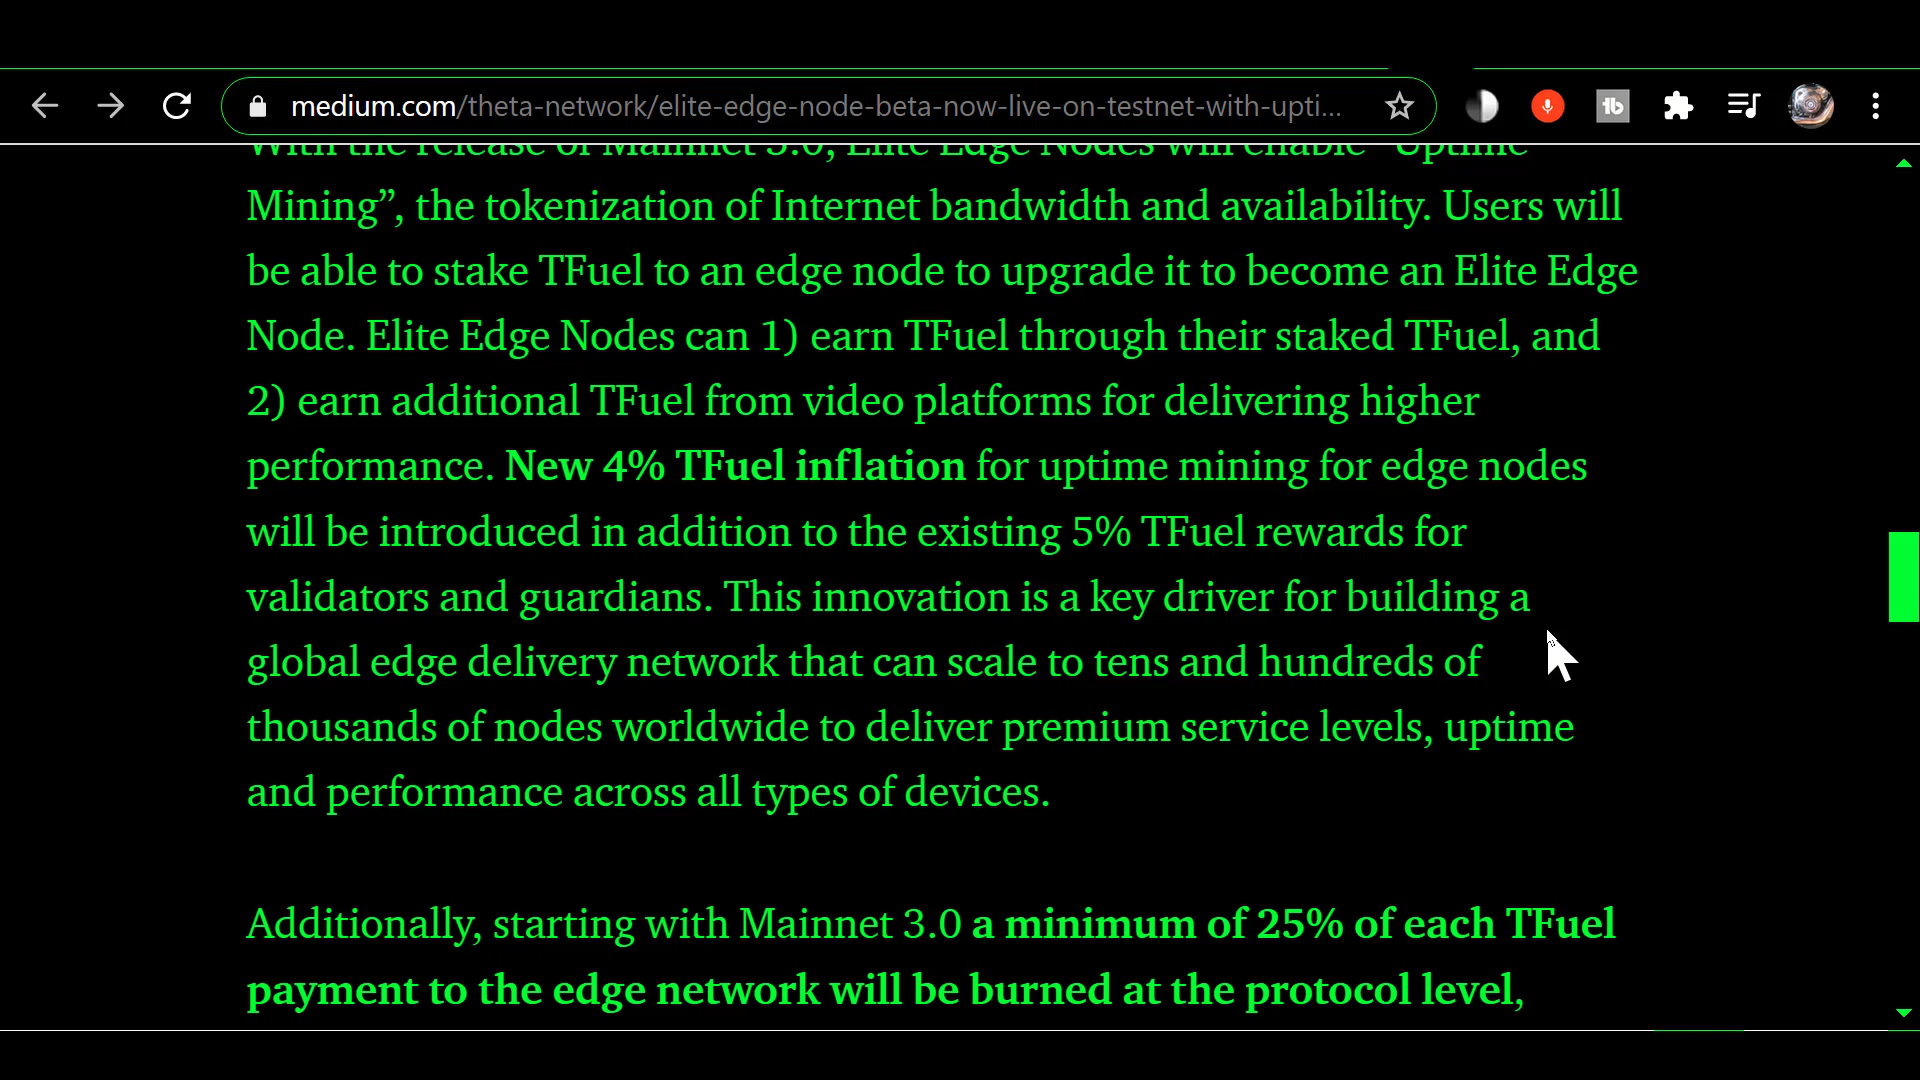 medium.com/theta-network/elite-edge-node-beta-now-live-on-testnet-with-upti...
With the release of Mainnet 3.0, Elite Edge Nodes will enable “Uptime
Mining”, the tokenization of Internet bandwidth and availability. Users will
be able to stake TFuel to an edge node to upgrade it to become an Elite Edge
Node. Elite Edge Nodes can 1) earn TFuel through their staked TFuel, and
2) earn additional TFuel from video platforms for delivering higher
performance. New 4% TFuel inflation for uptime mining for edge nodes
will be introduced in addition to the existing 5% TFuel rewards for
validators and guardians. This innovation is a key driver for building a
global edge delivery network that can scale to tens and hundreds of
thousands of nodes worldwide to deliver premium service levels, uptime
and performance across all types of devices.
Additionally, starting with Mainnet 3.0 a minimum of 25% of each TFuel
payment to the edge network will be burned at the protocol level,